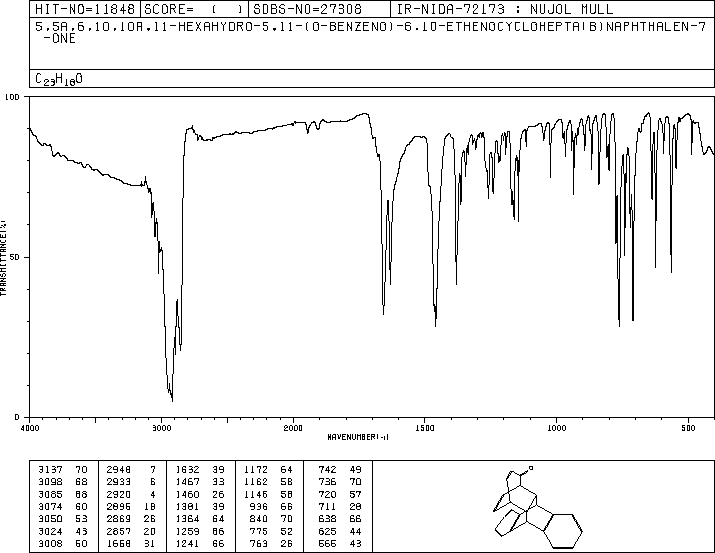 HIT-NO=11848 SCORE= ( ) SDBS-NO=27308 IR-NIDA-72173 : NUJOL MULL
5,5A,6,10,10A,11-HEXAHYDRO-5,11-(O-BENZENO)-6,10-ETHENOCYCLOHEPTA(B)NAPHTHALEN-7
-ONE
C23H18O
100
50
0
TRANSMITTANCE(%)
4000 3000 2000 1500 1000 500
WAVENUMBER(-1)
3137 70 2948 7 1632 39 1172 64 742 49
3098 68 2933 6 1467 33 1162 58 736 70
3085 68 2920 4 1460 26 1146 58 720 57
3074 60 2896 18 1381 39 936 66 711 28
3050 53 2869 26 1364 64 840 70 638 66
3024 43 2857 20 1259 86 775 52 625 44
3008 60 1658 31 1241 66 763 26 566 43
O